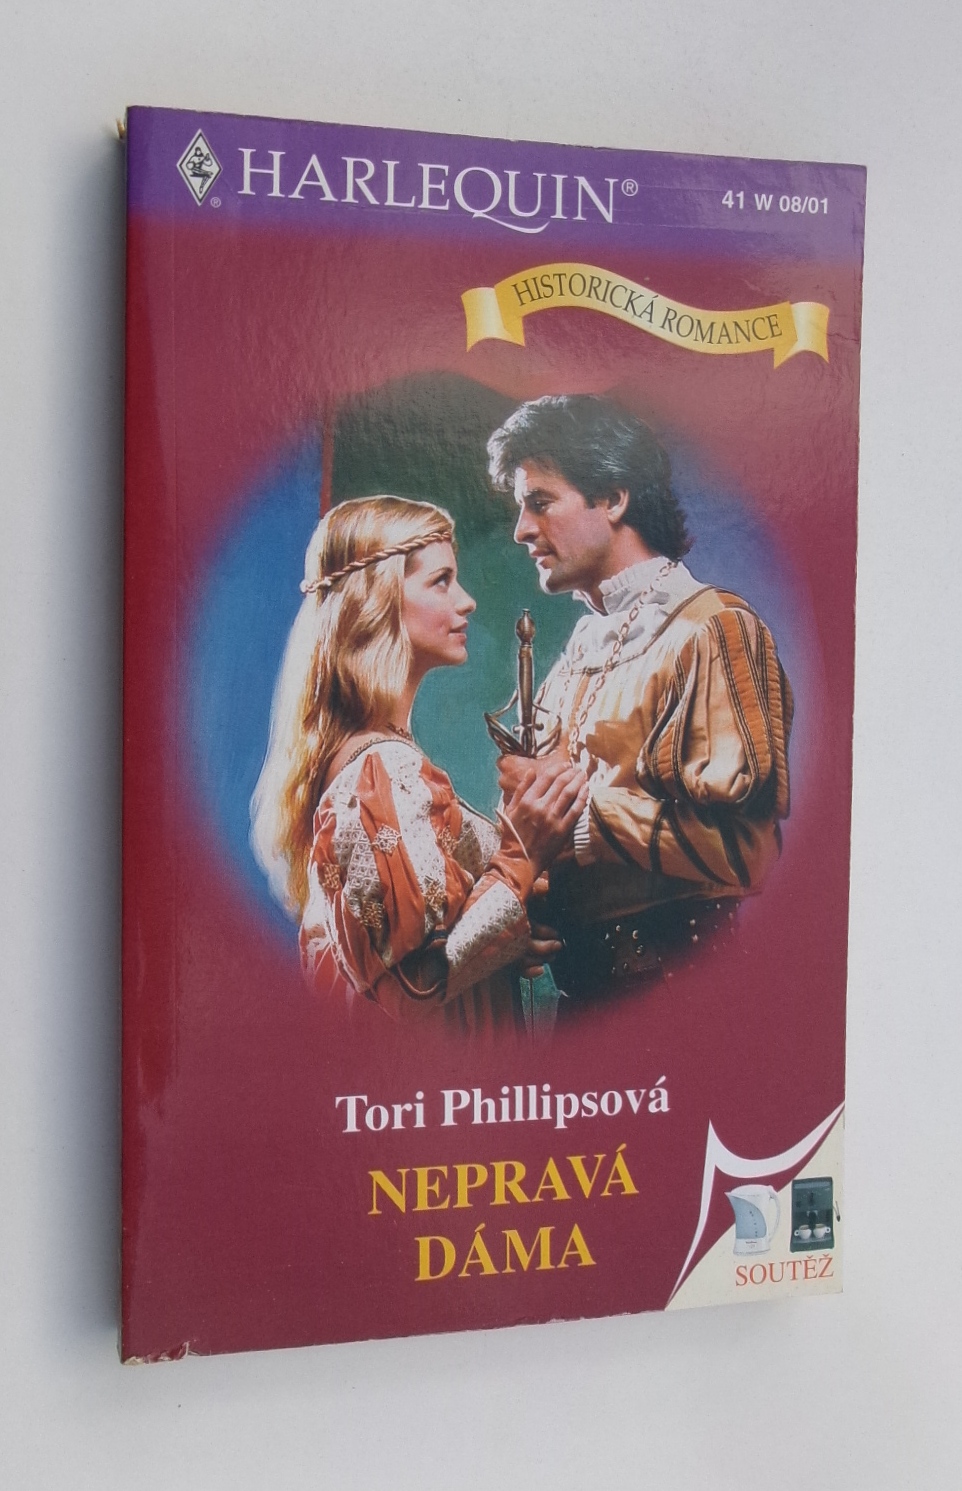 HARLEQUIN®
®
41 W 08/01
HISTORICKÁ ROMANCE
Tori Phillipsová
NEPRAVÁ
DÁMA
SOUTĚŽ